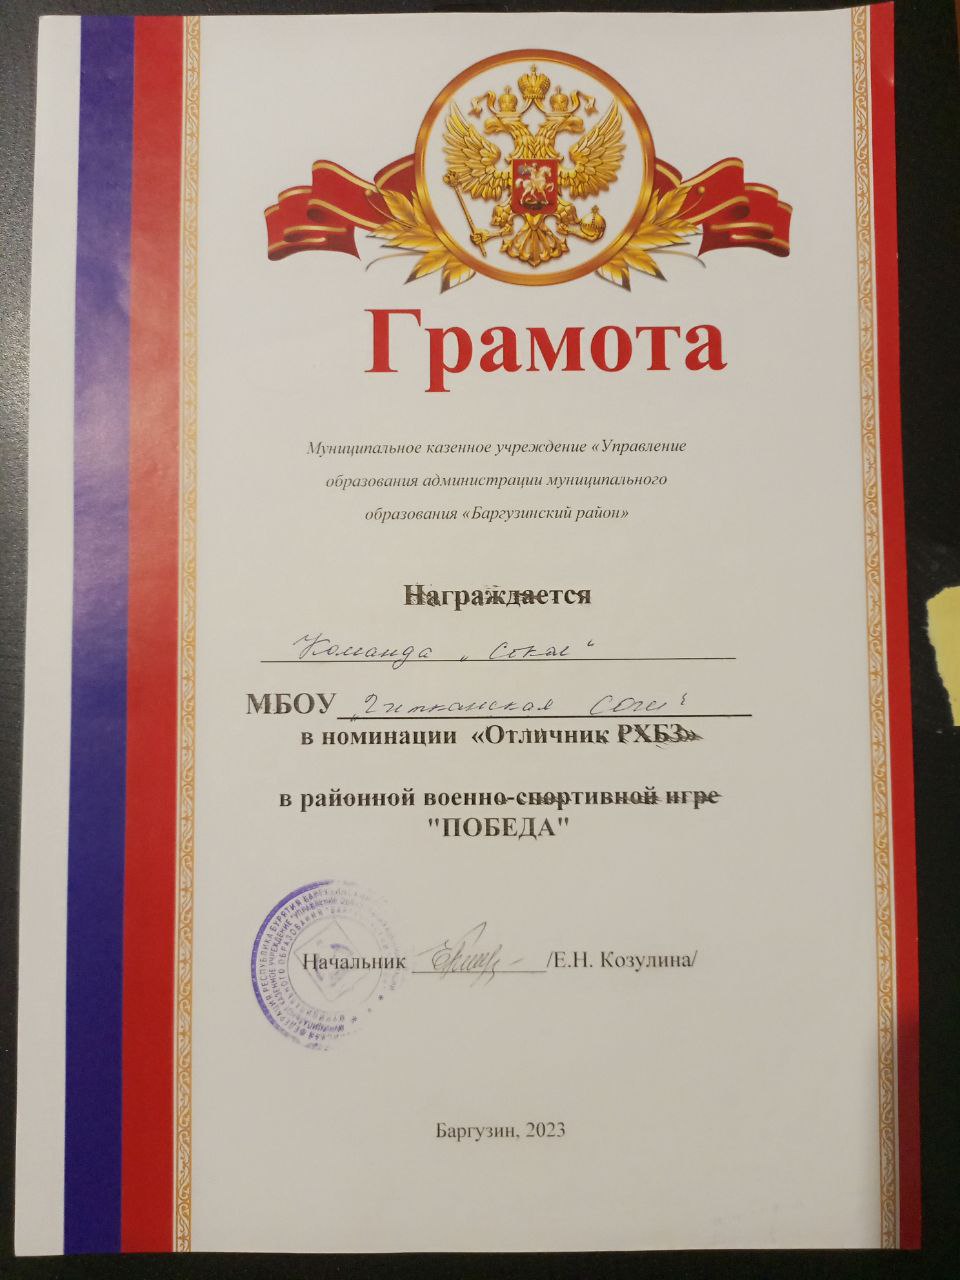 Грамота
Муниципальное казенное учреждение «Управление
образования администрации муниципального
образования «Баргузинский район»
Награждается
Команда „Сокол"
МБОУ „Читканская СОШ"
в номинации «Отличник РХБЗ»
в районной военно-спортивной игре
"ПОБЕДА"
Начальник /Е.Н. Козулина/
Баргузин, 2023